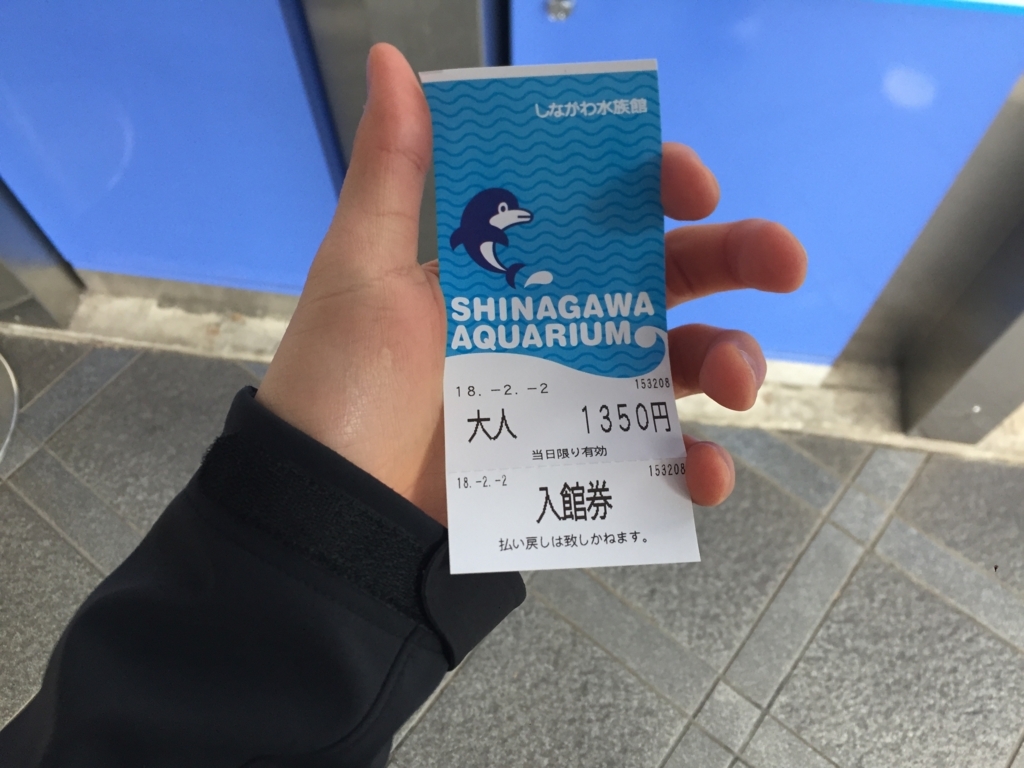 しながわ水族館
SHINAGAWA
AQUARIUM
18.-2.-2 153208
大人 1350円
当日限り有効
18.-2.-2 153208
入館券
払い戻しは致しかねます。